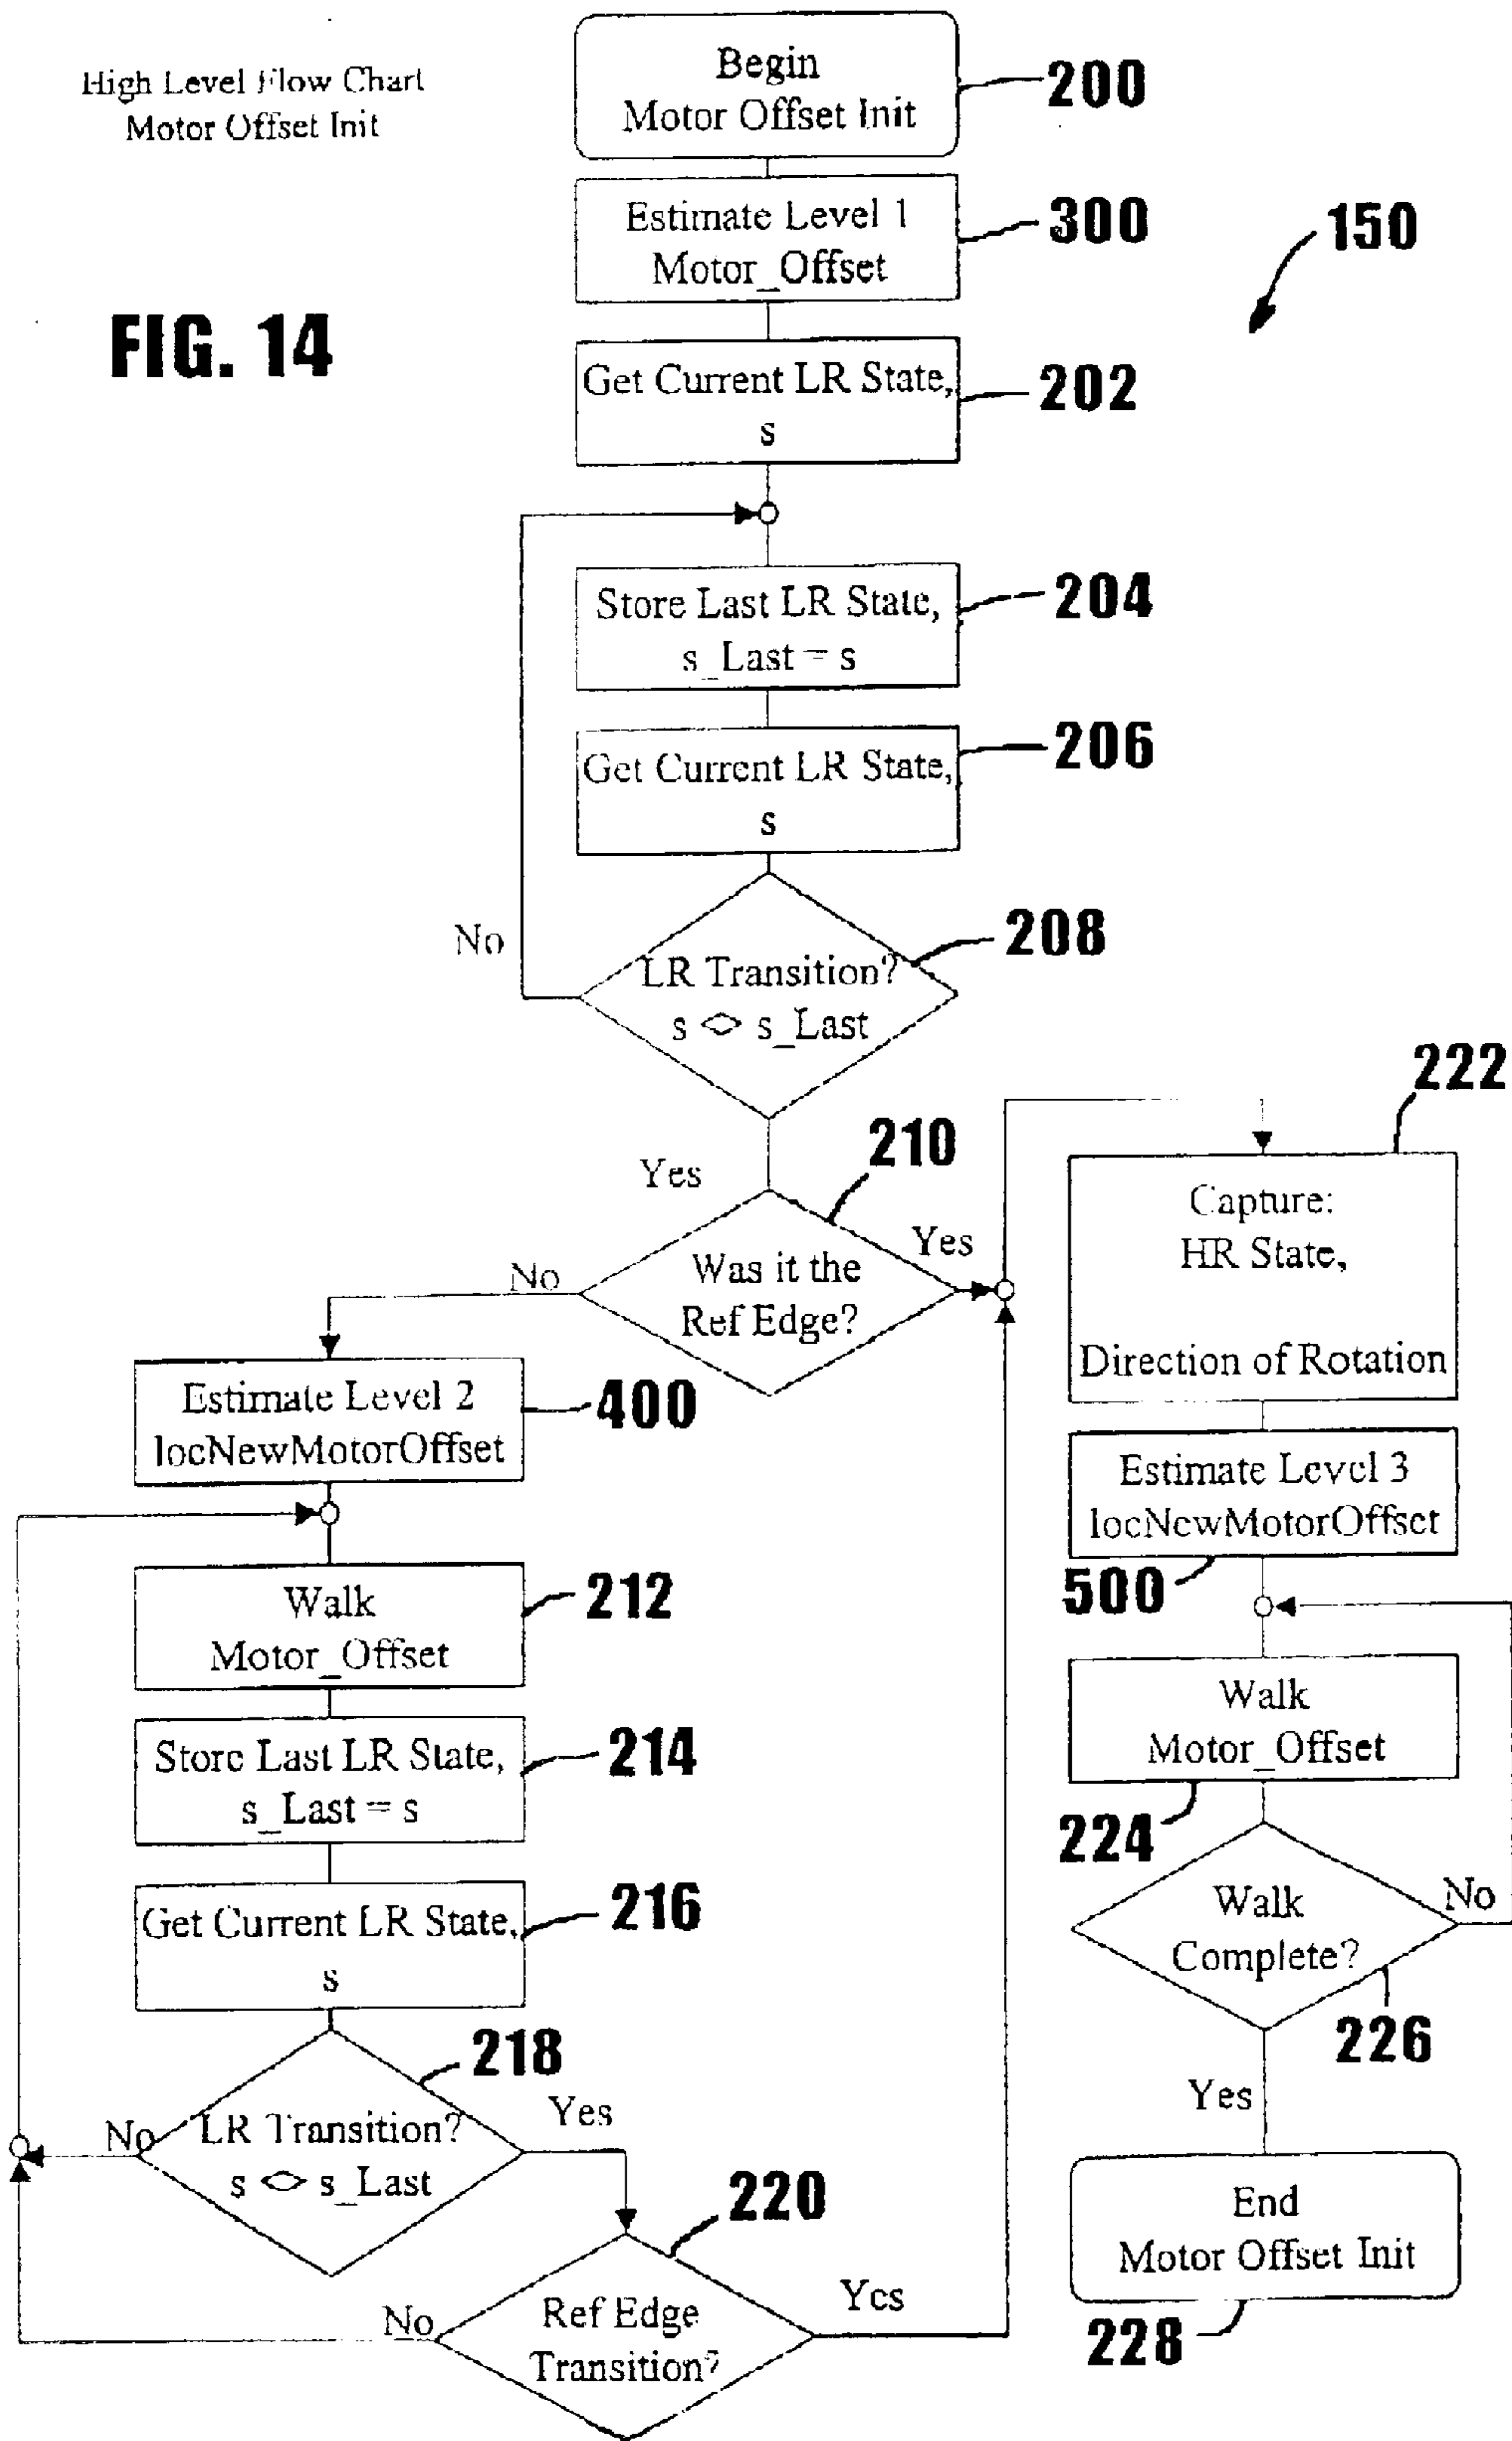 High Level Flow Chart
Motor Offset Init
FIG. 14
150
Begin
Motor Offset Init
200
Estimate Level 1
Motor_Offset
300
Get Current LR State,
s
202
Store Last LR State,
s_Last = s
204
Get Current LR State,
s
206
LR Transition?
s <> s_Last
208
No
Yes
Was it the
Ref Edge?
210
No
Yes
Estimate Level 2
locNewMotorOffset
400
Walk
Motor_Offset
212
Store Last LR State,
s_Last = s
214
Get Current LR State,
s
216
LR Transition?
s <> s_Last
218
No
Yes
Ref Edge
Transition?
220
No
Yes
222
Capture:
HR State,
Direction of Rotation
Estimate Level 3
locNewMotorOffset
500
Walk
Motor_Offset
224
Walk
Complete?
226
No
Yes
End
Motor Offset Init
228